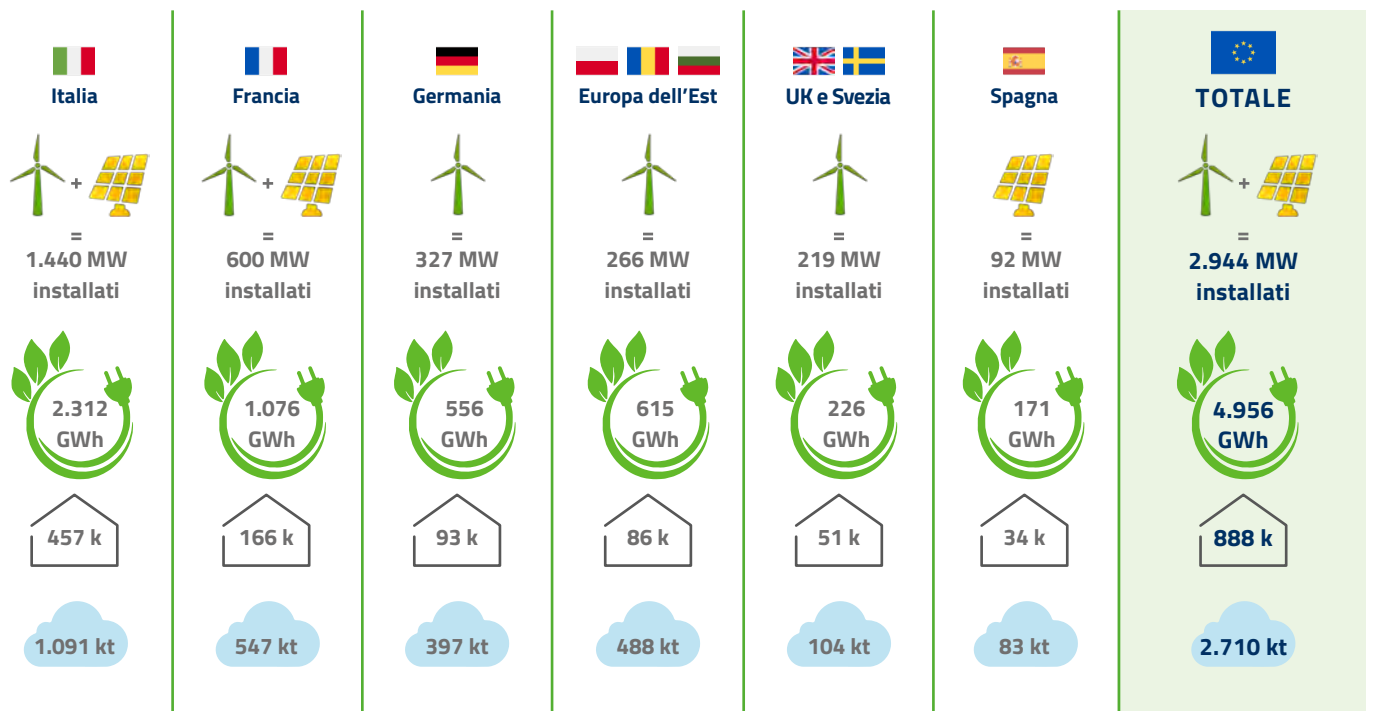 Italia
+
=
1.440 MW
installati
2.312
GWh
457 k
1.091 kt
Francia
+
=
600 MW
installati
1.076
GWh
166 k
547 kt
Germania
=
327 MW
installati
556
GWh
93 k
397 kt
Europa dell'Est
=
266 MW
installati
615
GWh
86 k
488 kt
UK e Svezia
=
219 MW
installati
226
GWh
51 k
104 kt
Spagna
=
92 MW
installati
171
GWh
34 k
83 kt
TOTALE
+
=
2.944 MW
installati
4.956
GWh
888 k
2.710 kt